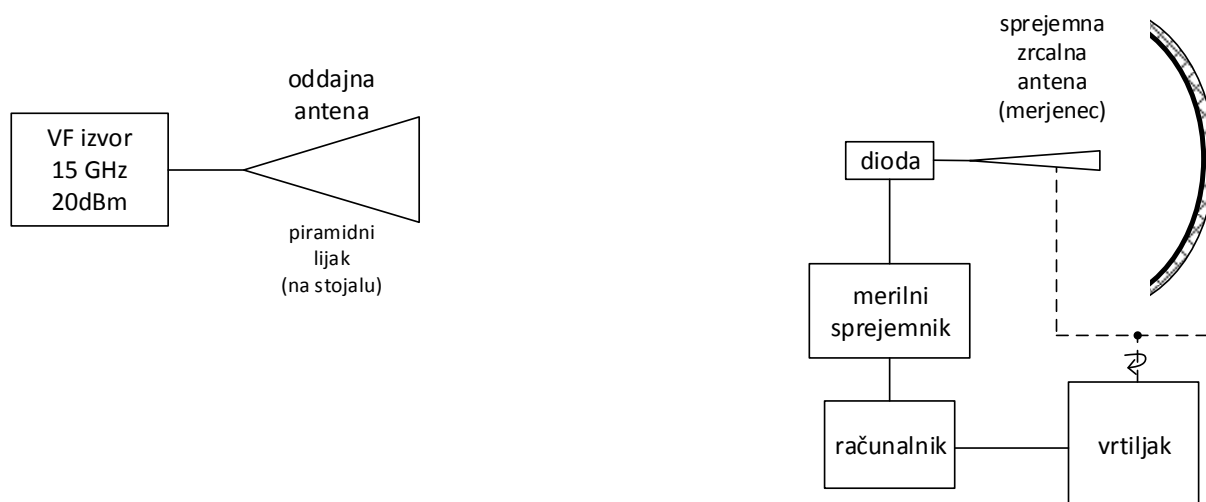 VF izvor
15 GHz
20dBm
oddajna
antena
piramidni
lijak
(na stojalu)
sprejemna
zrcalna
antena
(merjenec)
dioda
merilni
sprejemnik
računalnik
vrtiljak